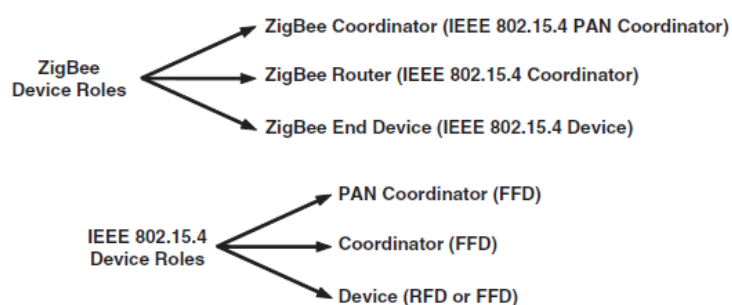 ZigBee Coordinator (IEEE 802.15.4 PAN Coordinator)
ZigBee
Device Roles
ZigBee Router (IEEE 802.15.4 Coordinator)
ZigBee End Device (IEEE 802.15.4 Device)
PAN Coordinator (FFD)
IEEE 802.15.4
Device Roles
Coordinator (FFD)
Device (RFD or FFD)